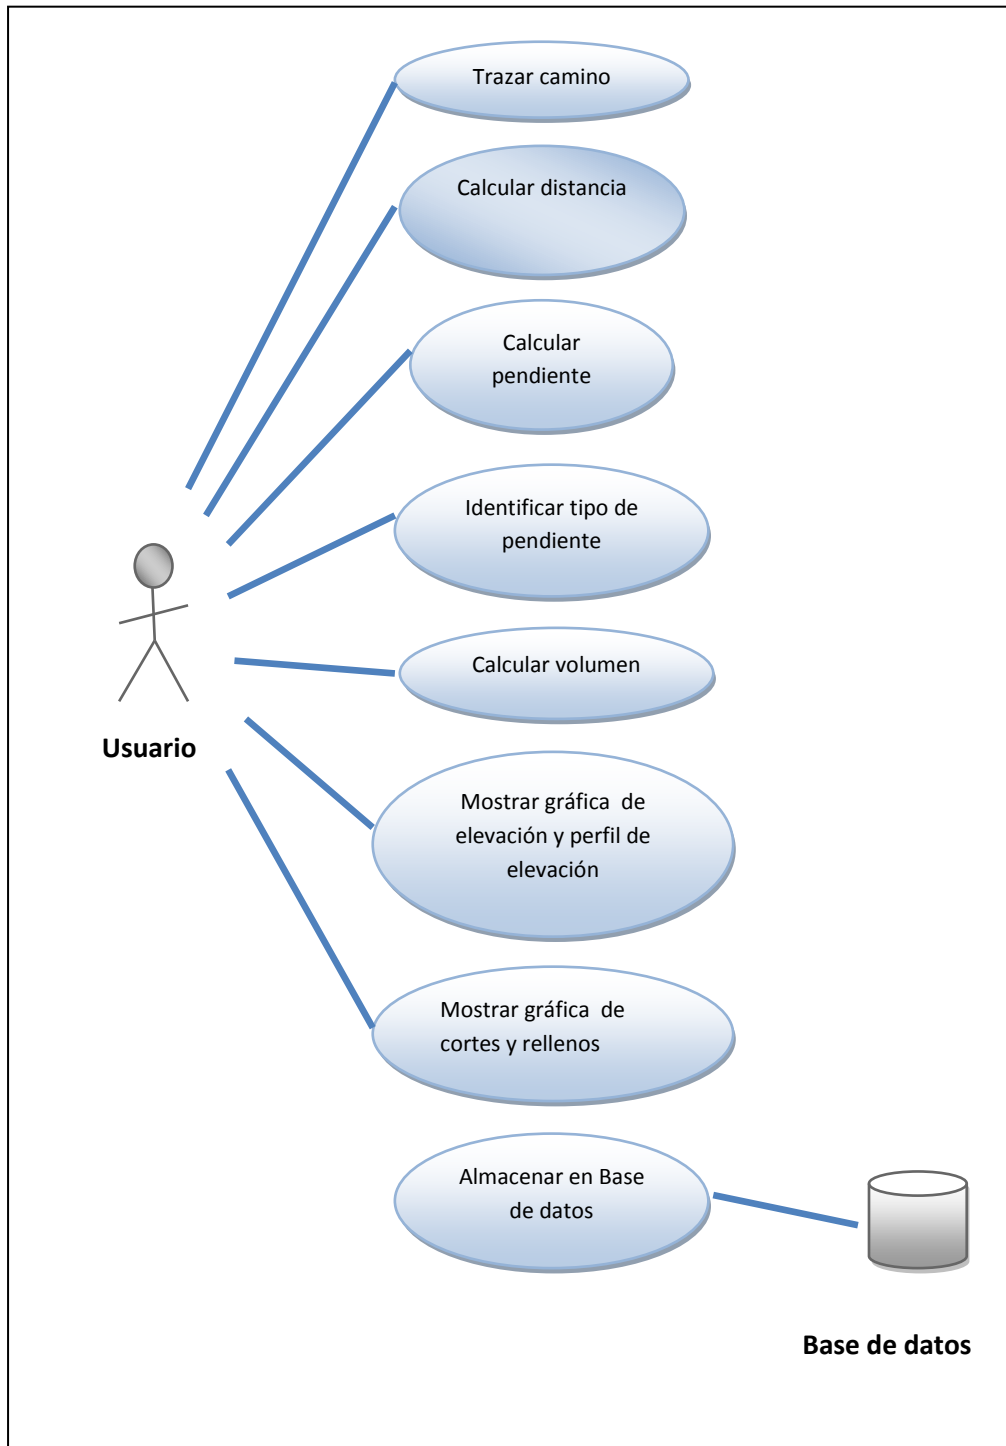 Trazar camino
Calcular distancia
Calcular
pendiente
Identificar tipo de
pendiente
Calcular volumen
Usuario
Mostrar gráfica de
elevación y perfil de
elevación
Mostrar gráfica de
cortes y rellenos
Almacenar en Base
de datos
Base de datos